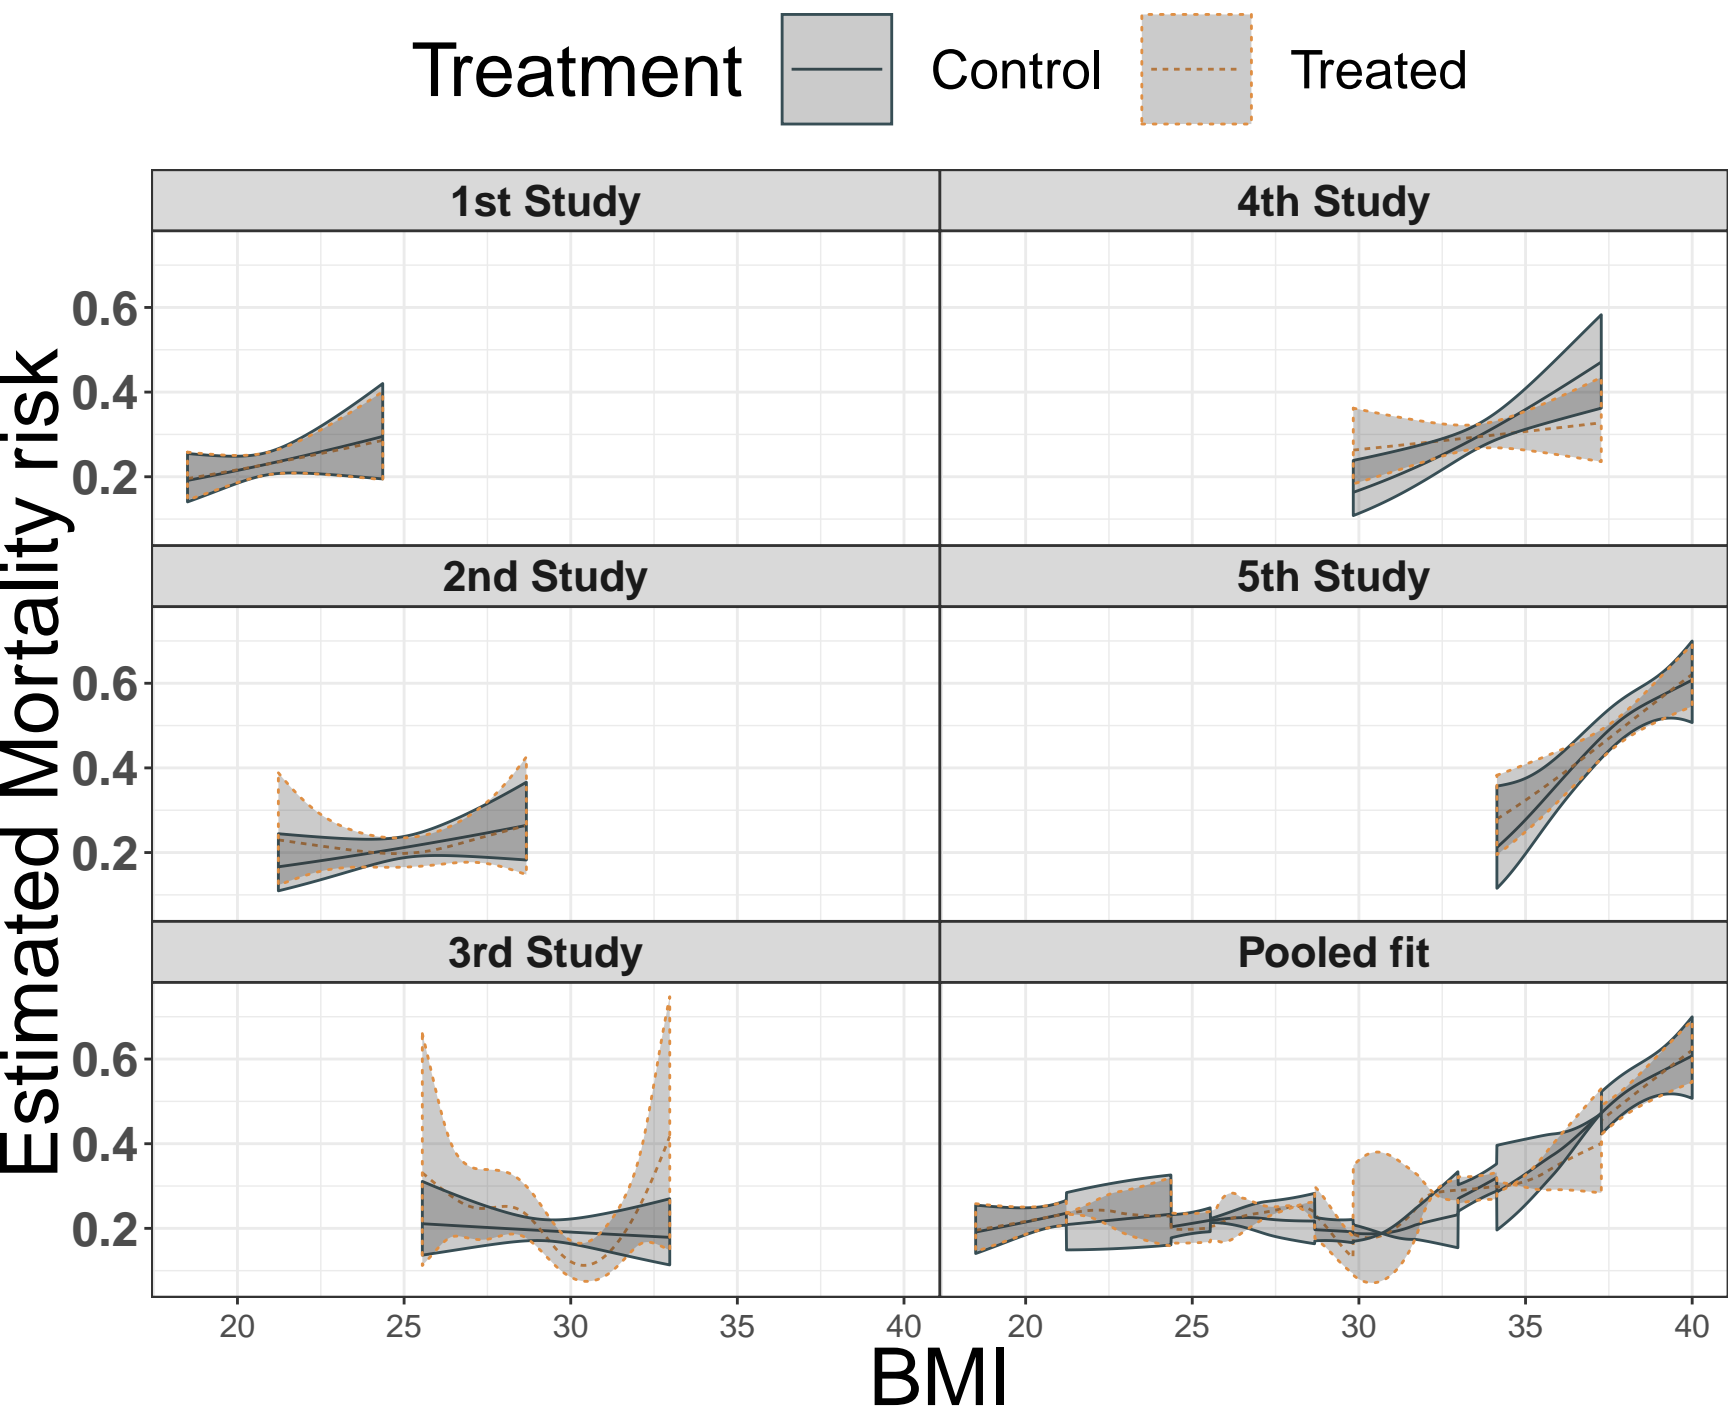 Treatment Control Treated
1st Study
4th Study
0.6
0.4
0.2
2nd Study
5th Study
0.6
0.4
0.2
3rd Study
Pooled fit
0.6
0.4
0.2
20 25 30 35 40
20 25 30 35 40
BMI
Estimated Mortality risk